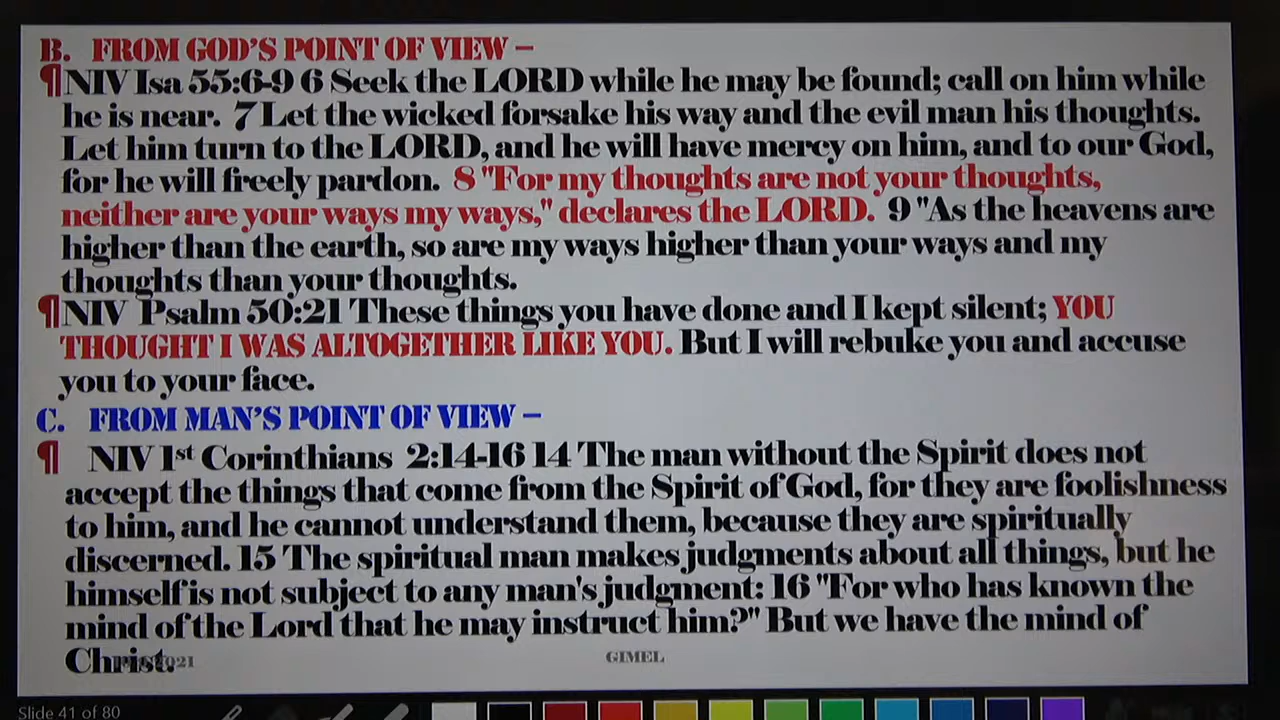 B. FROM GOD'S POINT OF VIEW –
¶NIV Isa 55:6-9 6 Seek the LORD while he may be found; call on him while
he is near. 7 Let the wicked forsake his way and the evil man his thoughts.
Let him turn to the LORD, and he will have mercy on him, and to our God,
for he will freely pardon. 8 "For my thoughts are not your thoughts,
neither are your ways my ways," declares the LORD. 9 "As the heavens are
higher than the earth, so are my ways higher than your ways and my
thoughts than your thoughts.
¶NIV Psalm 50:21 These things you have done and I kept silent; YOU
THOUGHT I WAS ALTOGETHER LIKE YOU. But I will rebuke you and accuse
you to your face.
C. FROM MAN'S POINT OF VIEW –
¶ NIV 1st Corinthians 2:14-16 14 The man without the Spirit does not
accept the things that come from the Spirit of God, for they are foolishness
to him, and he cannot understand them, because they are spiritually
discerned. 15 The spiritual man makes judgments about all things, but he
himself is not subject to any man's judgment: 16 "For who has known the
mind of the Lord that he may instruct him?" But we have the mind of
Christ.
GIMEL
Slide 41 of 80